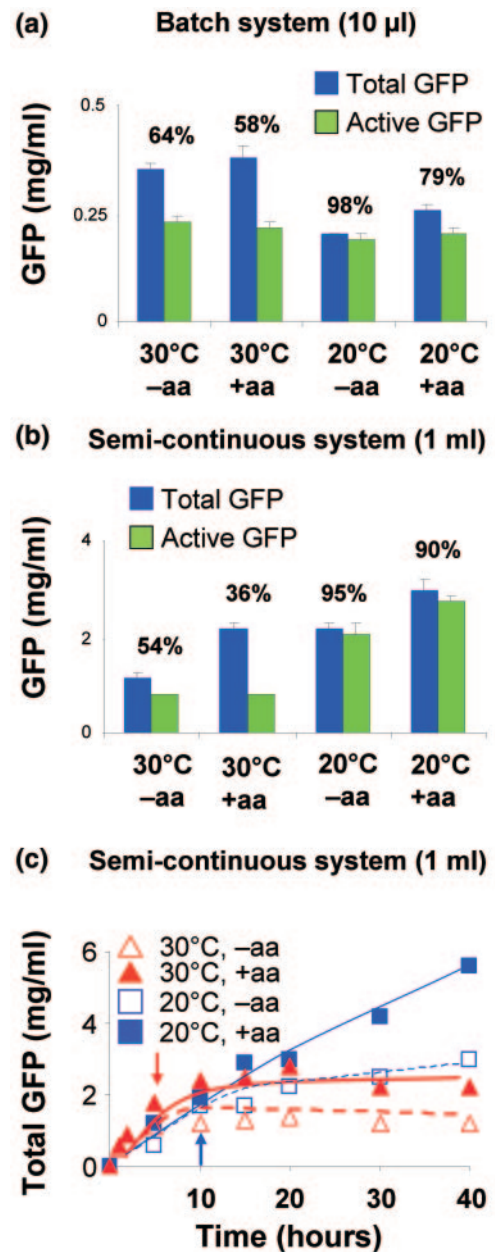 (a) Batch system (10 µl)
Total GFP
Active GFP
GFP (mg/ml)
0.5
0.25
0
64%
58%
98%
79%
30°C –aa
30°C +aa
20°C –aa
20°C +aa
(b) Semi-continuous system (1 ml)
Total GFP
Active GFP
GFP (mg/ml)
4
2
0
54%
36%
95%
90%
30°C –aa
30°C +aa
20°C –aa
20°C +aa
(c) Semi-continuous system (1 ml)
30°C, –aa
30°C, +aa
20°C, –aa
20°C, +aa
Total GFP (mg/ml)
6
4
2
0
10 20 30 40
Time (hours)